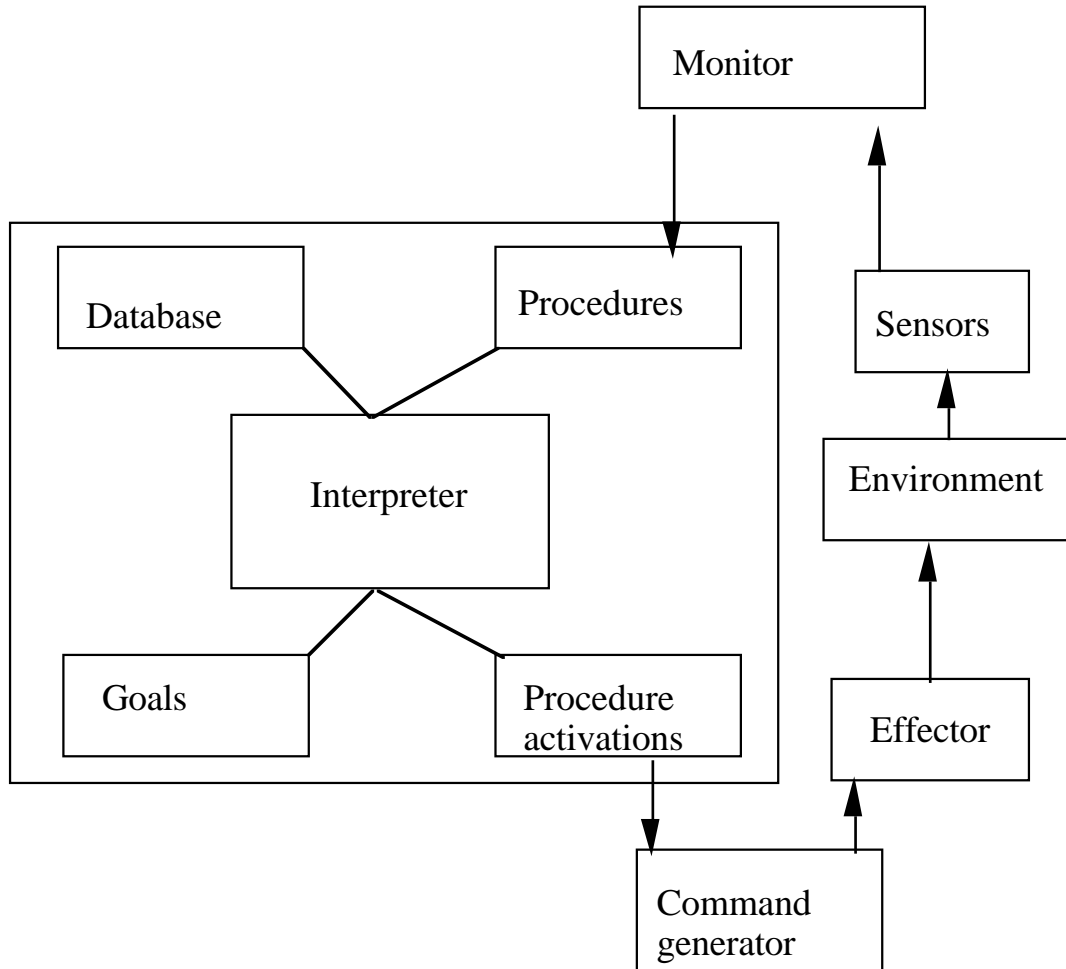 Monitor
Database
Procedures
Sensors
Interpreter
Environment
Goals
Procedure
activations
Effector
Command
generator